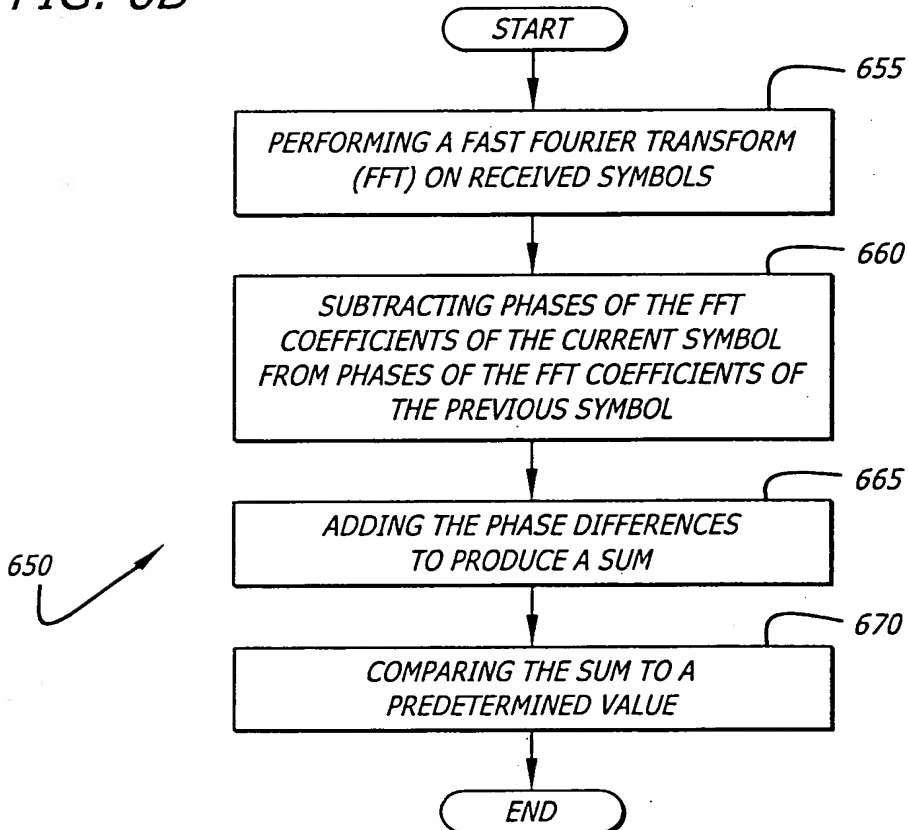 FIG. 6B
START
655
PERFORMING A FAST FOURIER TRANSFORM
(FFT) ON RECEIVED SYMBOLS
660
SUBTRACTING PHASES OF THE FFT
COEFFICIENTS OF THE CURRENT SYMBOL
FROM PHASES OF THE FFT COEFFICIENTS OF
THE PREVIOUS SYMBOL
665
ADDING THE PHASE DIFFERENCES
TO PRODUCE A SUM
650
670
COMPARING THE SUM TO A
PREDETERMINED VALUE
END